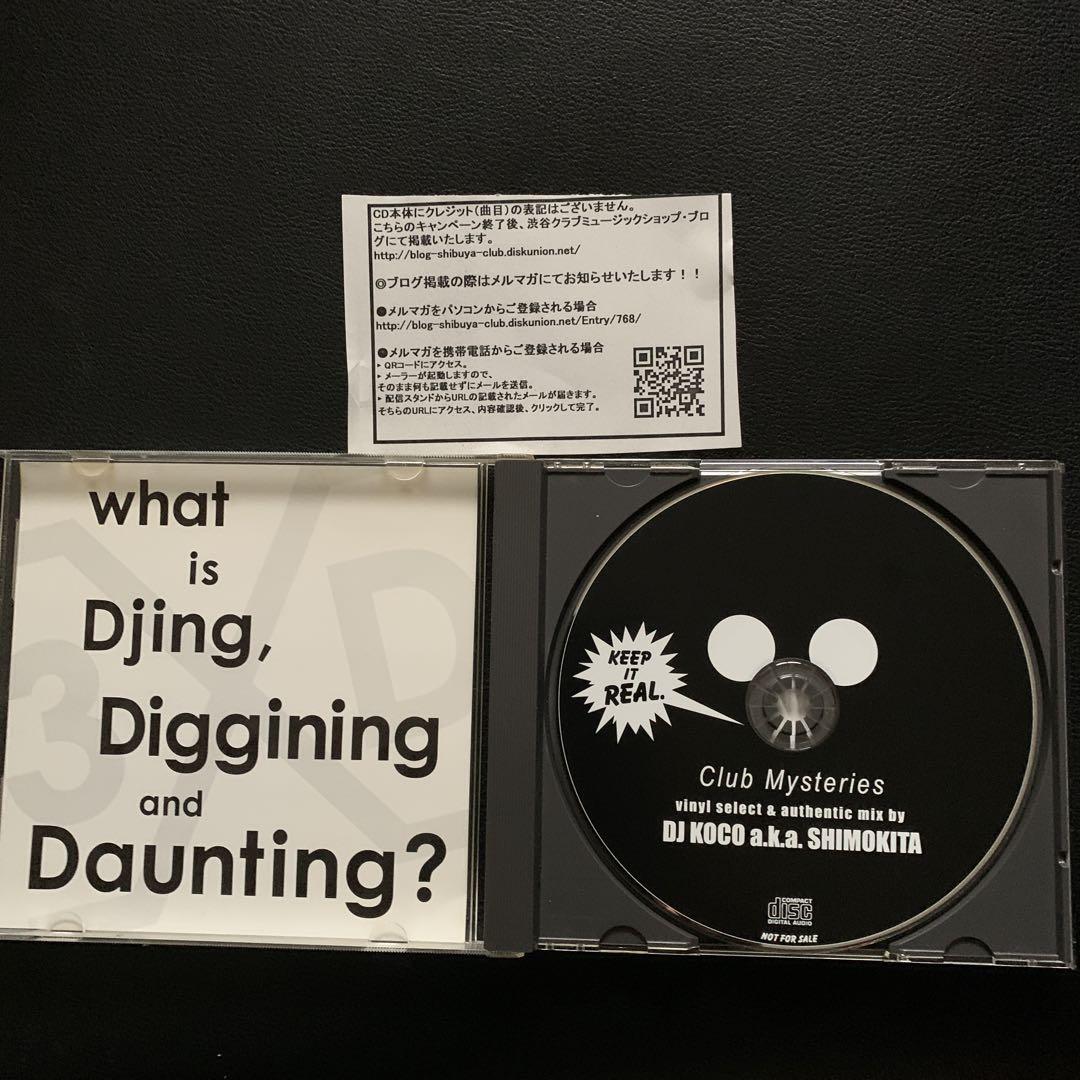 CD本体にクレジット(曲目)の表記はございません。
こちらのキャンペーン終了後、渋谷クラブミュージックショップ・ブロ
グにて掲載いたします。
http://blog-shibuya-club.diskunion.net/
◎ブログ掲載の際はメルマガにてお知らせいたします!!
●メルマガをパソコンからご登録される場合
http://blog-shibuya-club.diskunion.net/Entry/768/
●メルマガを携帯電話からご登録される場合
▸ QRコードにアクセス。
▸ メーラーが起動しますので、
そのまま何も記載せずにメールを送信。
▸ 配信スタンドからURLの記載されたメールが届きます。
そちらのURLにアクセス、内容確認後、クリックして完了。
what
is
Djing,
Diggining
and
Daunting?
3
D
KEEP
IT
REAL.
Club Mysteries
vinyl select & authentic mix by
DJ KOCO a.k.a. SHIMOKITA
COMPACT
disc
DIGITAL AUDIO
NOT FOR SALE